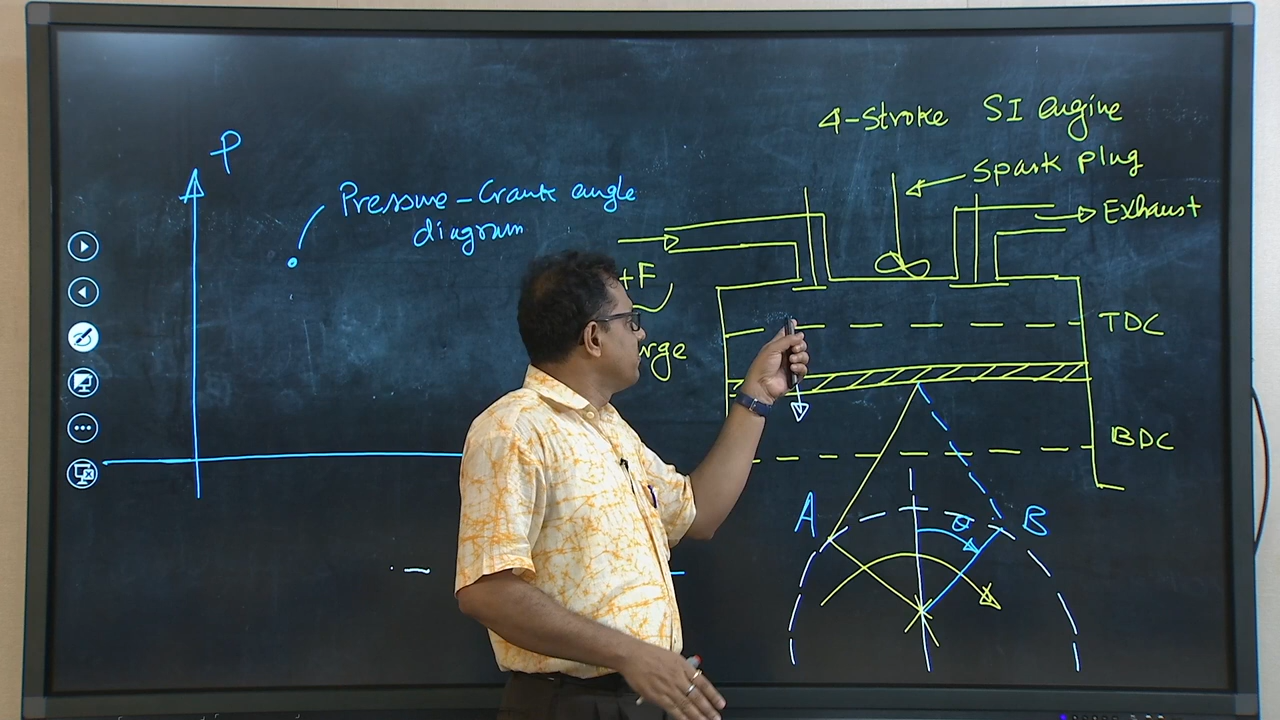 P
Pressure-Crank angle
diagram
4-Stroke SI engine
Spark plug
Exhaust
+F
TDC
BDC
A
θ
B